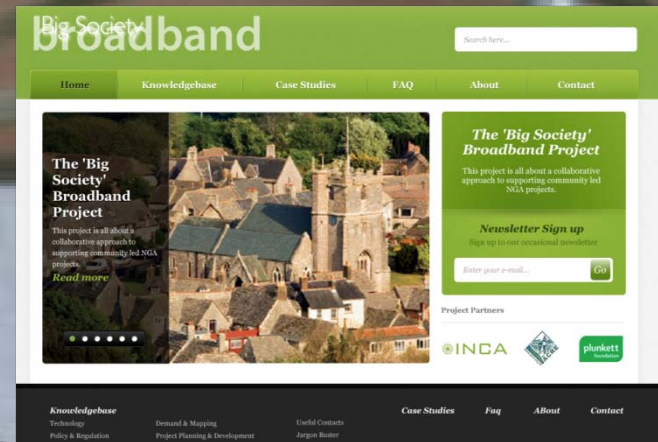 Big Society
broadband
Search here...
Home Knowledgebase Case Studies FAQ About Contact
The 'Big
Society'
Broadband
Project
This project is all about a
collaborative approach to
supporting community led NGA
projects.
Read more
The 'Big Society'
Broadband Project
This project is all about a collaborative
approach to supporting community led
NGA projects.
Newsletter Sign up
Sign up to our occasional newsletter
Enter your e-mail... Go
Project Partners
INCA
plunkett
foundation
Knowledgebase
Technology
Policy & Regulation
Demand & Mapping
Project Planning & Development
Useful Contacts
Jargon Buster
Case Studies Faq ABout Contact